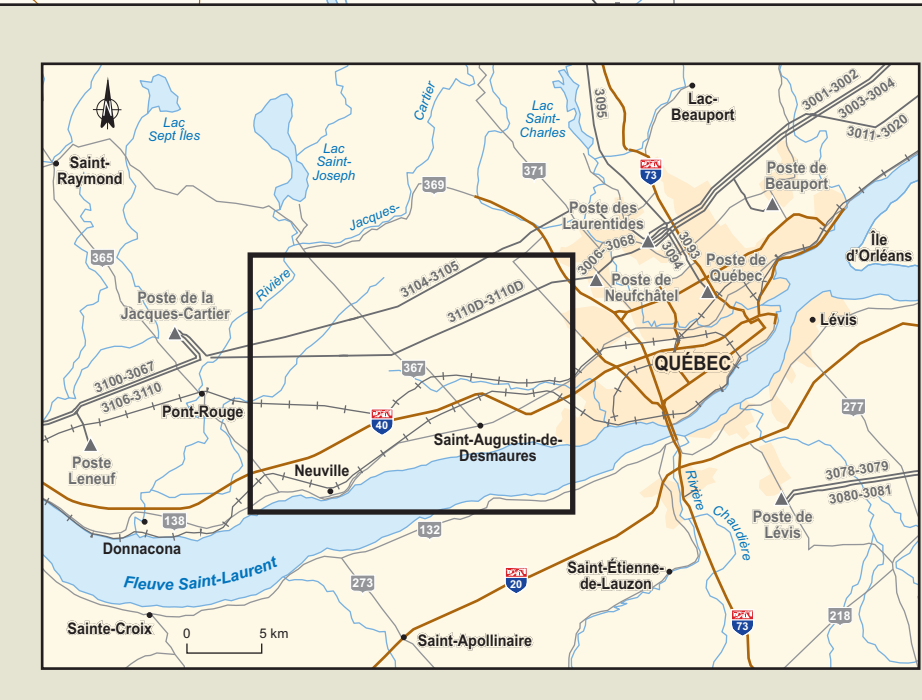 3001-3002
3003-3004
3011-3020
3095
Lac-
Beauport
Cartier
Lac
Saint-
Charles
Lac
Sept Îles
Lac
Saint-
Joseph
Saint-
Raymond
73
371
369
Poste de
Beauport
Poste des
Laurentides
Jacques-
3093
3094
3006-3068
Île
d'Orléans
365
Rivière
3104-3105
Poste de
Québec
Poste de
Neufchâtel
Poste de la
Jacques-Cartier
3110D-3110D
Lévis
QUÉBEC
367
3100-3067
3106-3110
Pont-Rouge
40
277
Saint-Augustin-de-
Desmaures
Poste
Leneuf
Neuville
3078-3079
3080-3081
Rivière
Chaudière
Poste de
Lévis
138
132
Donnacona
Fleuve Saint-Laurent
Saint-Étienne-
de-Lauzon
20
273
218
73
Sainte-Croix
0 5 km
Saint-Apollinaire